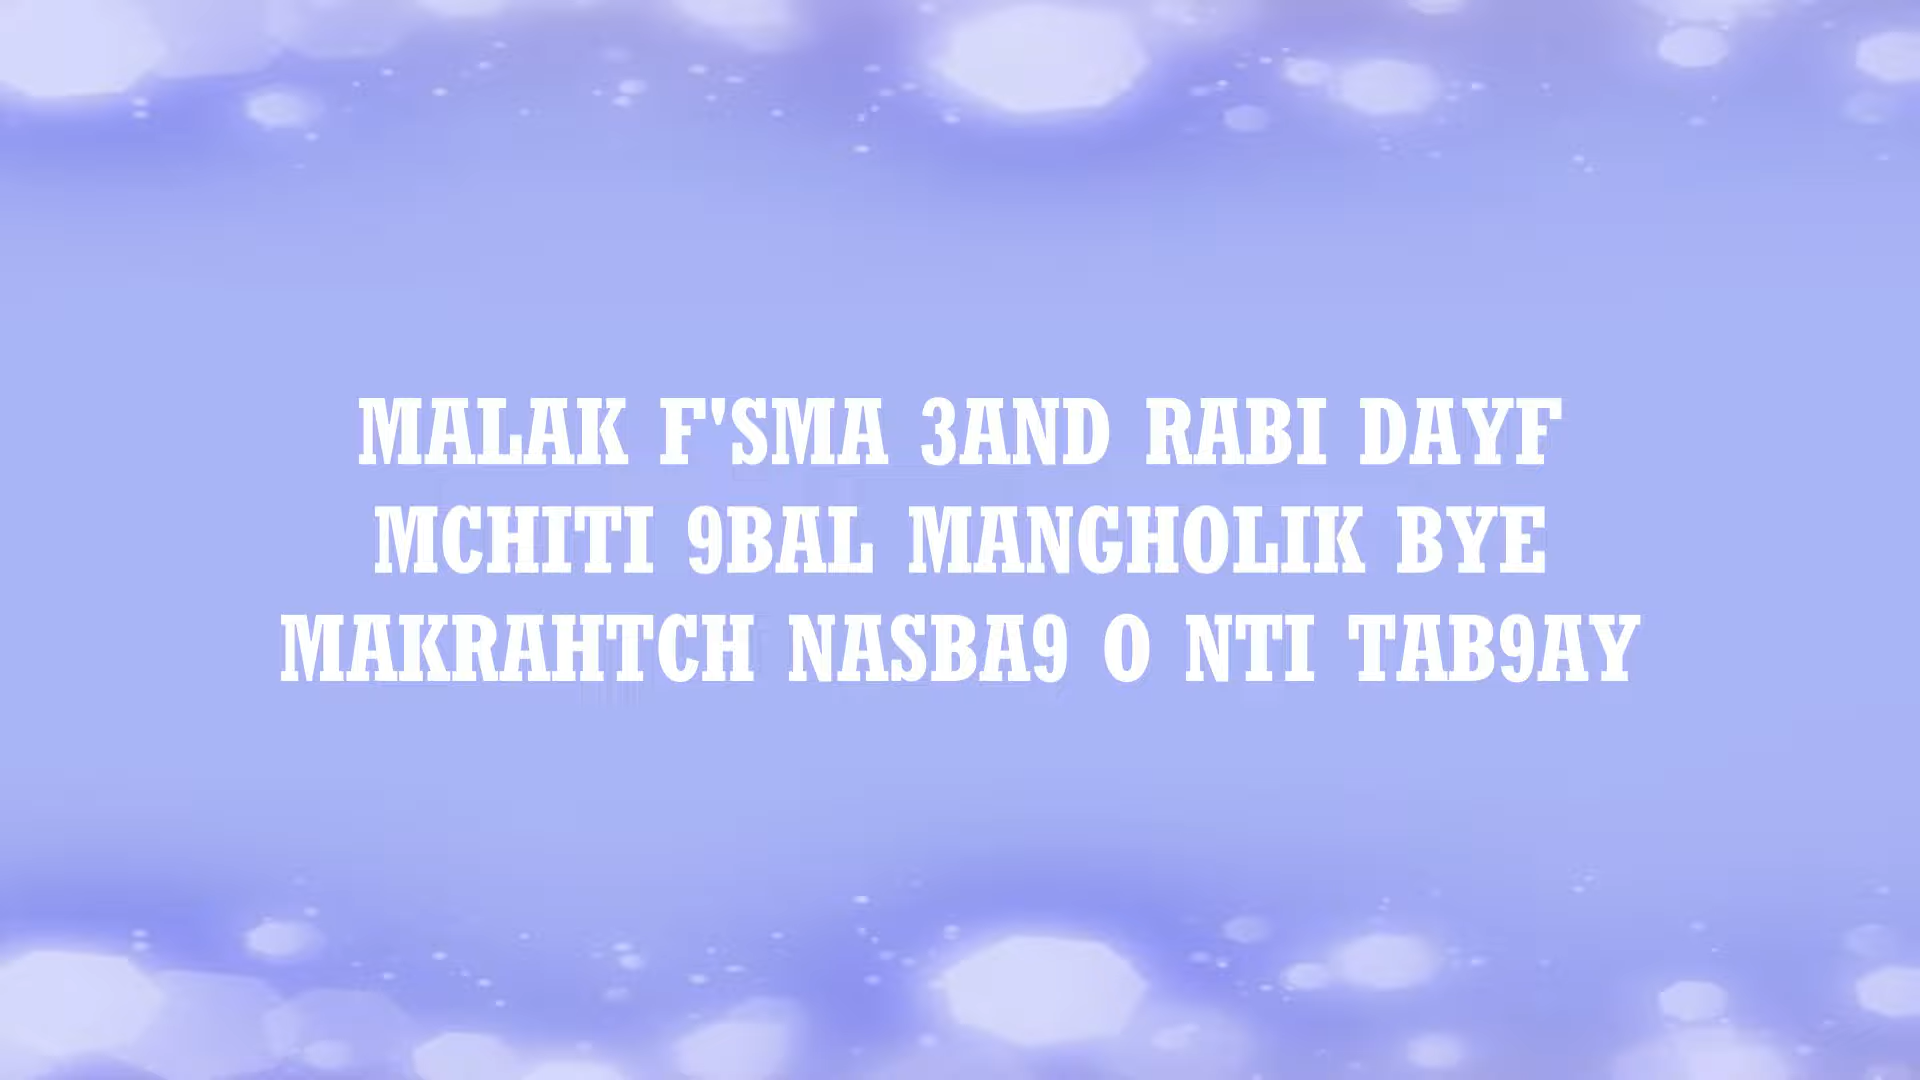 MALAK F'SMA 3AND RABI DAYF
MCHITI 9BAL MANGHOLIK BYE
MAKRAHTCH NASBA9 O NTI TAB9AY